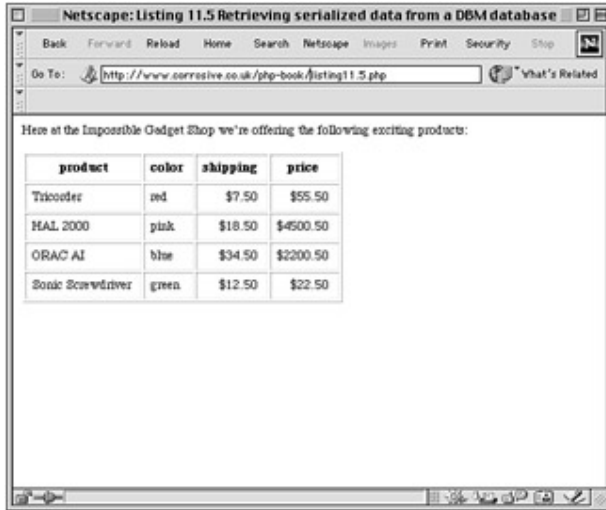 Netscape: Listing 11.5 Retrieving serialized data from a DBM database
Back Forward Reload Home Search Netscape Images Print Security Stop
N
Go To: http://www.corrosive.co.uk/php-book/listing11.5.php What's Related
Here at the Impossible Gadget Shop we're offering the following exciting products:
product color shipping price
Tricorder red $7.50 $55.50
HAL 2000 pink $18.50 $4500.50
ORAC AI blue $34.50 $2200.50
Sonic Screwdriver green $12.50 $22.50